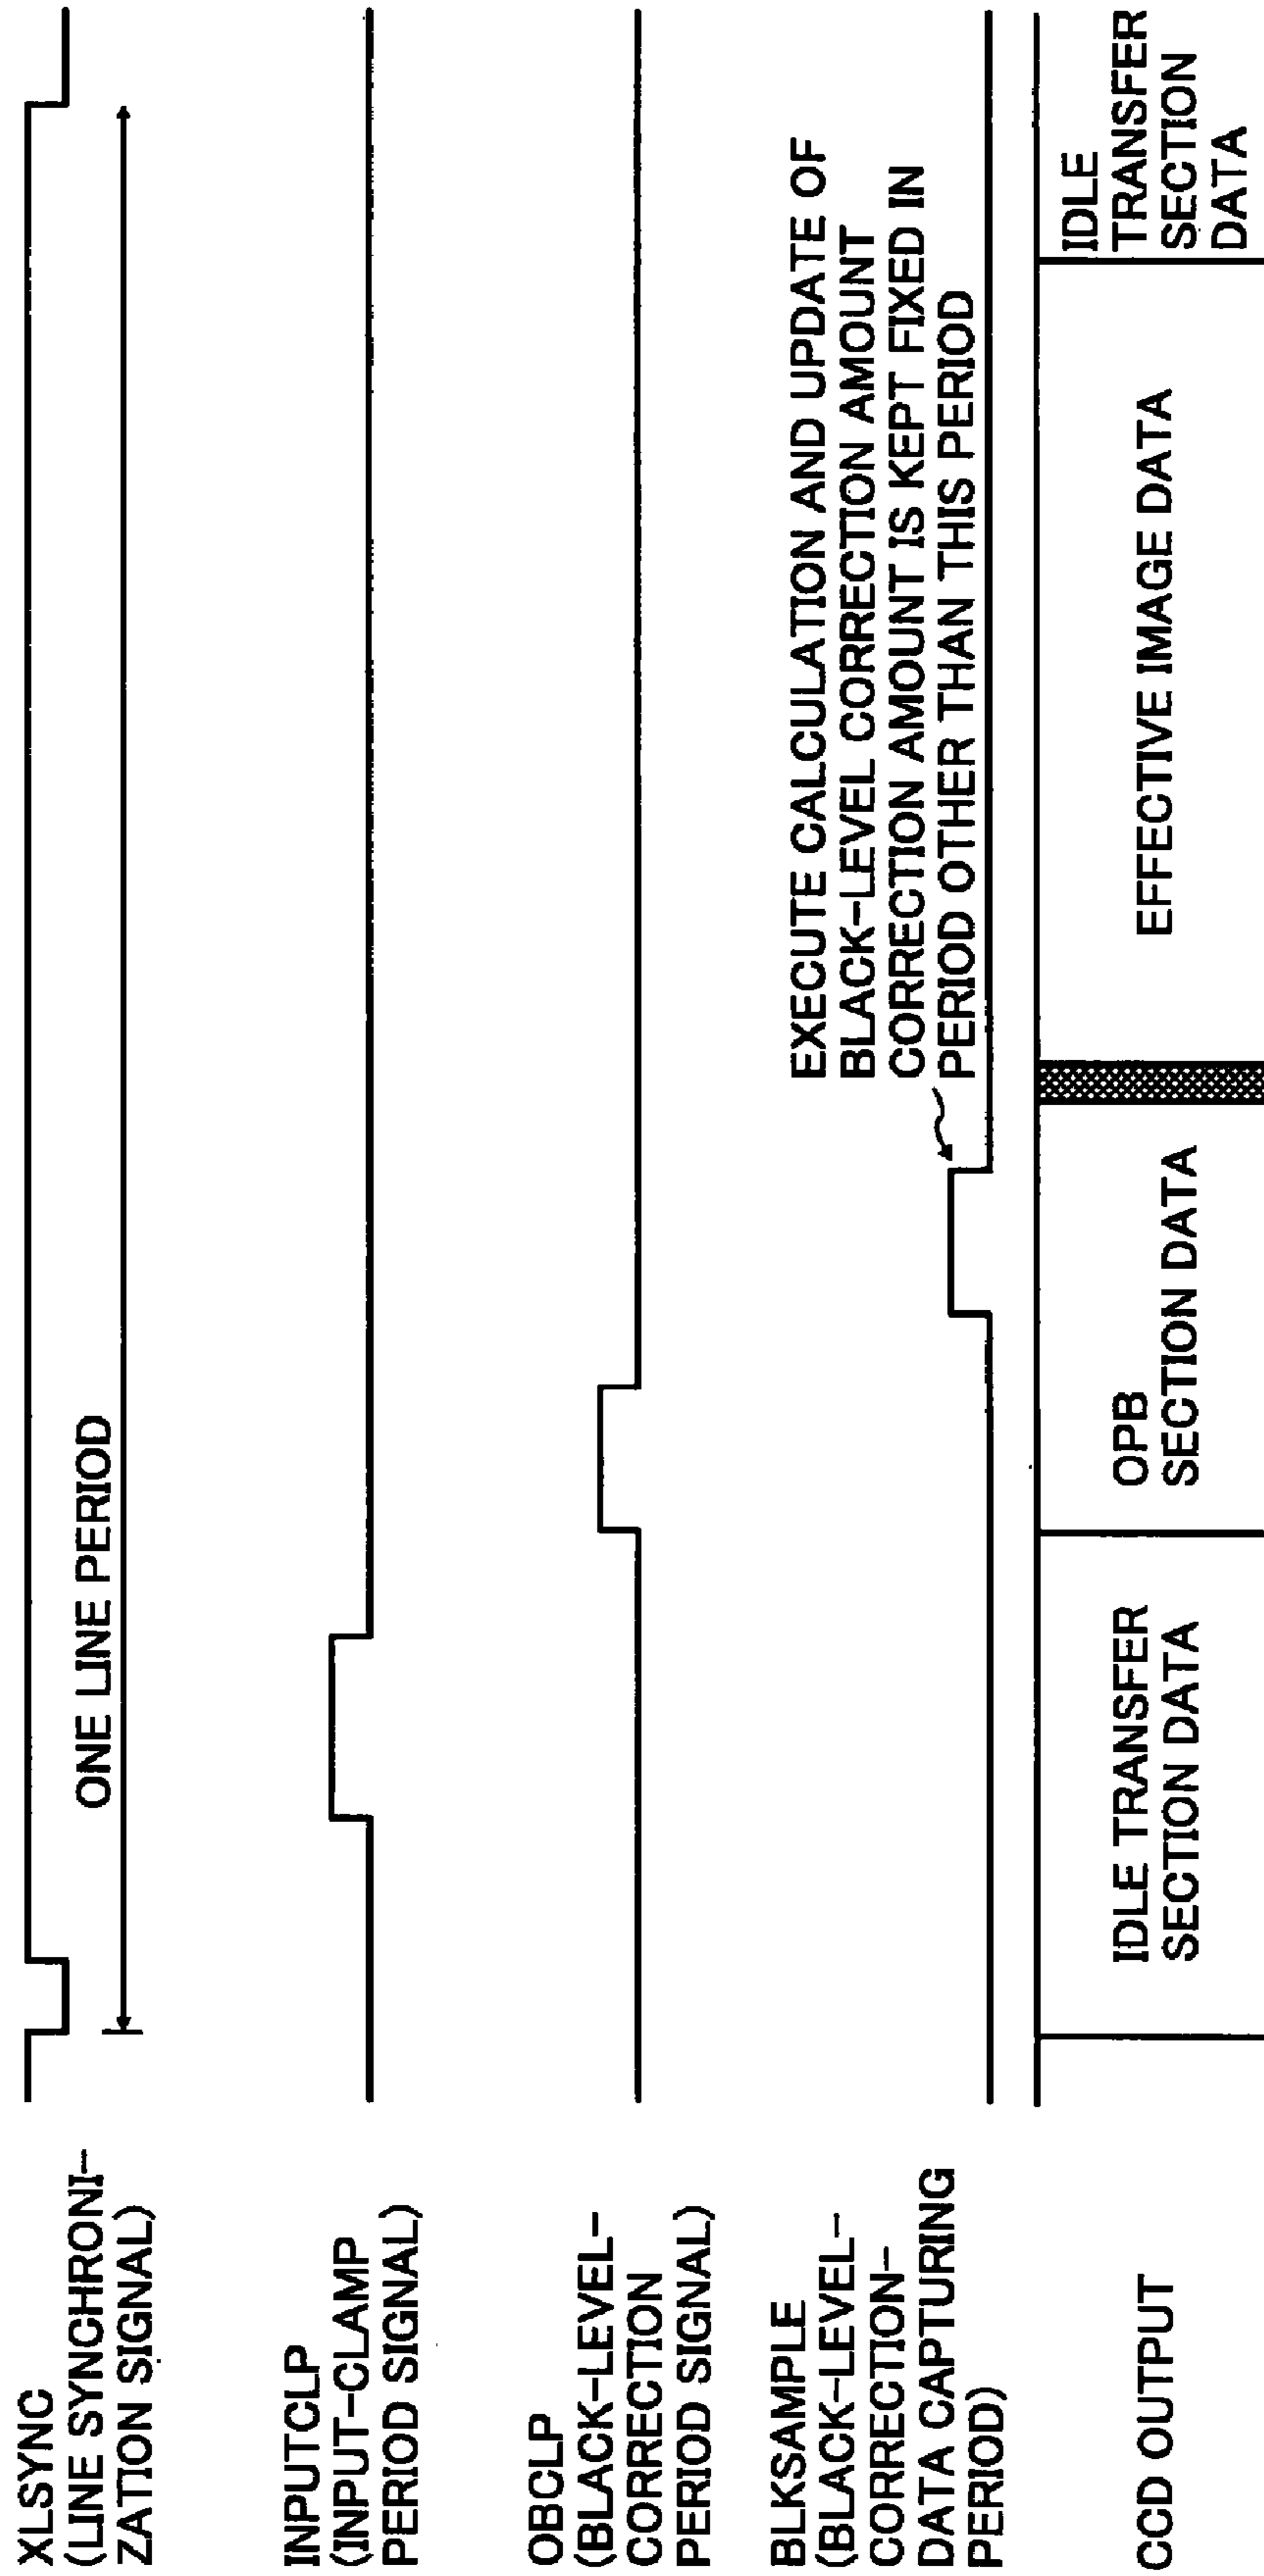 XLSYNC
(LINE SYNCHRONI-
ZATION SIGNAL)
ONE LINE PERIOD
INPUTCLP
(INPUT-CLAMP
PERIOD SIGNAL)
OBCLP
(BLACK-LEVEL-
CORRECTION
PERIOD SIGNAL)
BLKSAMPLE
(BLACK-LEVEL-
CORRECTION-
DATA CAPTURING
PERIOD)
EXECUTE CALCULATION AND UPDATE OF
BLACK-LEVEL CORRECTION AMOUNT
CORRECTION AMOUNT IS KEPT FIXED IN
PERIOD OTHER THAN THIS PERIOD
CCD OUTPUT
IDLE TRANSFER
SECTION DATA
OPB
SECTION DATA
EFFECTIVE IMAGE DATA
IDLE
TRANSFER
SECTION
DATA